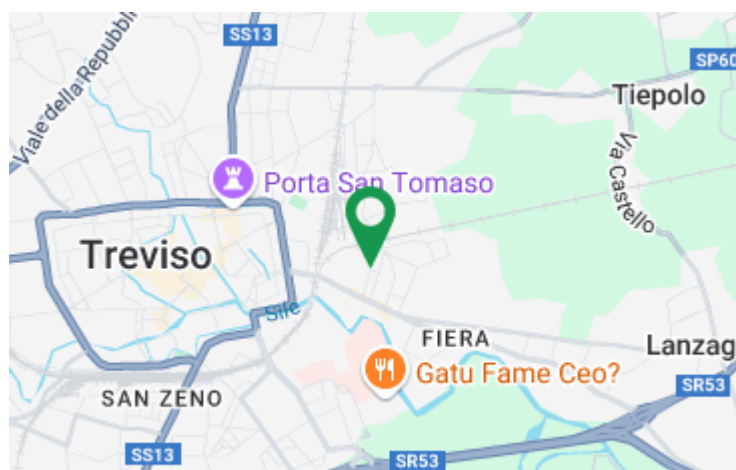 SS13
SP60
Tiepolo
Viale della Repubbl
Via Castello
Porta San Tomaso
Treviso
Sile
FIERA
Lanzag
Gatu Fame Ceo?
SR53
SAN ZENO
SS13
SR53